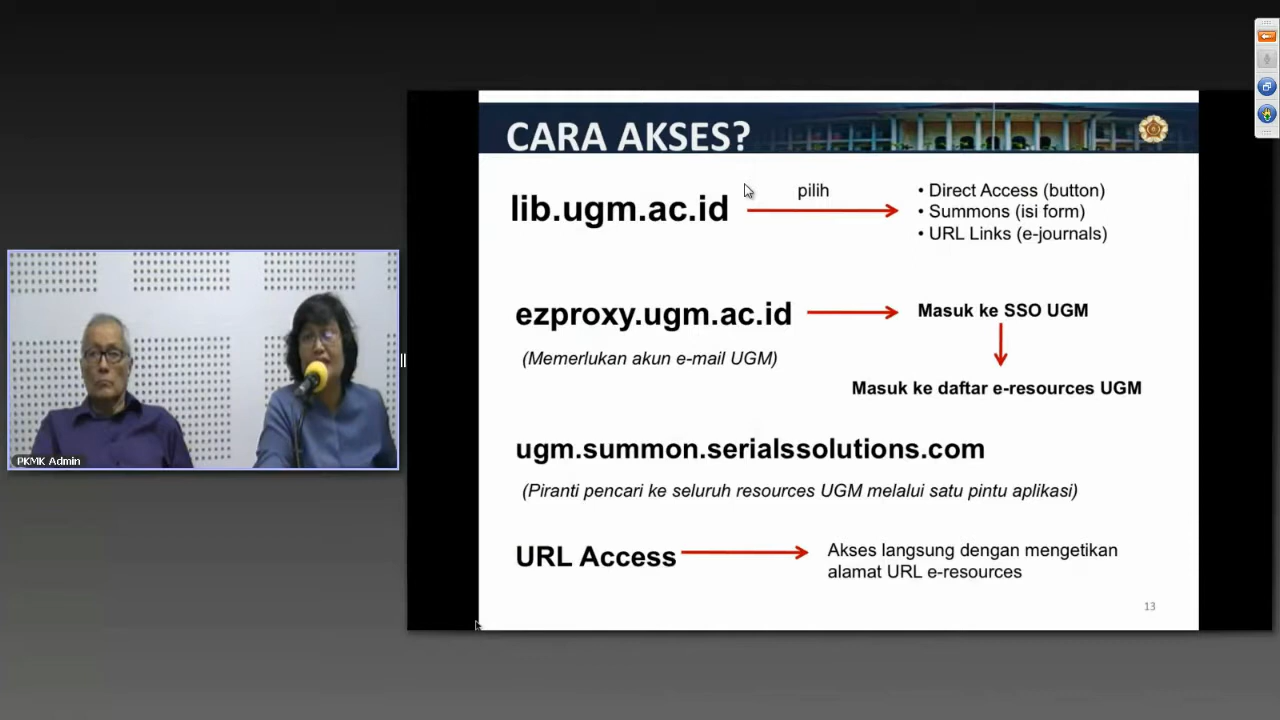 CARA AKSES?
lib.ugm.ac.id
pilih
• Direct Access (button)
• Summons (isi form)
• URL Links (e-journals)
ezproxy.ugm.ac.id
Masuk ke SSO UGM
(Memerlukan akun e-mail UGM)
Masuk ke daftar e-resources UGM
ugm.summon.serialssolutions.com
(Piranti pencari ke seluruh resources UGM melalui satu pintu aplikasi)
URL Access
Akses langsung dengan mengetikan
alamat URL e-resources
13
PKMK Admin